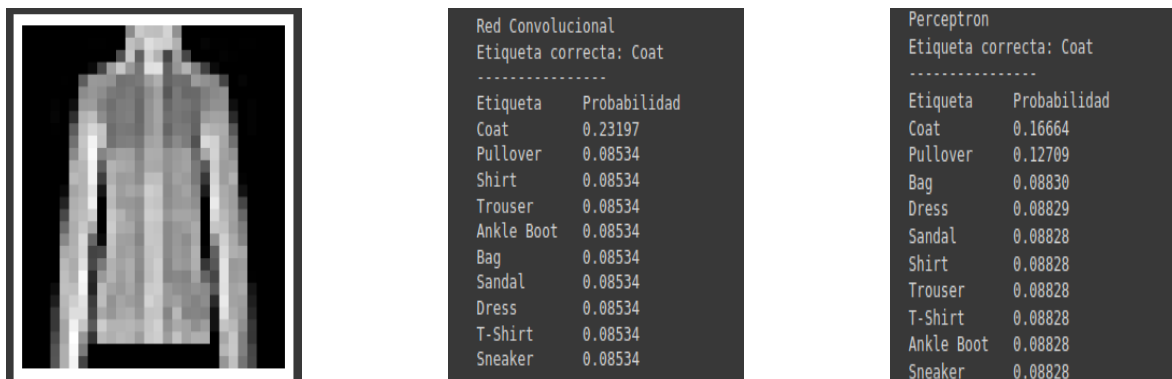 Red Convolucional
Etiqueta correcta: Coat
----------------
Etiqueta Probabilidad
Coat 0.23197
Pullover 0.08534
Shirt 0.08534
Trouser 0.08534
Ankle Boot 0.08534
Bag 0.08534
Sandal 0.08534
Dress 0.08534
T-Shirt 0.08534
Sneaker 0.08534
Perceptron
Etiqueta correcta: Coat
----------------
Etiqueta Probabilidad
Coat 0.16664
Pullover 0.12709
Bag 0.08830
Dress 0.08829
Sandal 0.08828
Shirt 0.08828
Trouser 0.08828
T-Shirt 0.08828
Ankle Boot 0.08828
Sneaker 0.08828